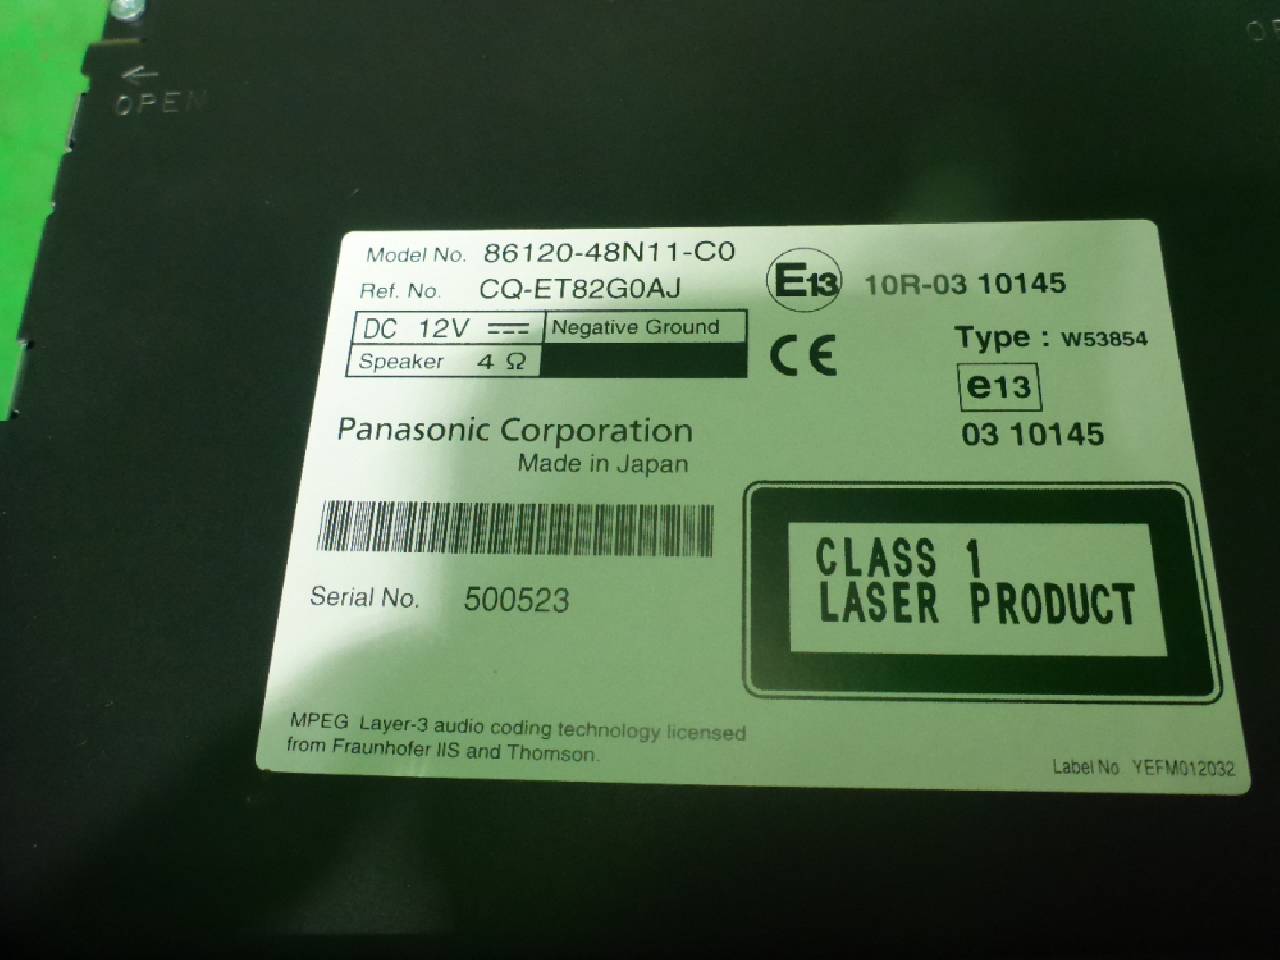 ← OPEN
Model No. 86120-48N11-C0
Ref. No. CQ-ET82G0AJ
DC 12V Negative Ground
Speaker 4 Ω
E13 10R-03 10145
CE
Type : W53854
e13
03 10145
Panasonic Corporation
Made in Japan
Serial No. 500523
CLASS 1
LASER PRODUCT
MPEG Layer-3 audio coding technology licensed
from Fraunhofer IIS and Thomson.
Label No YEFM012032